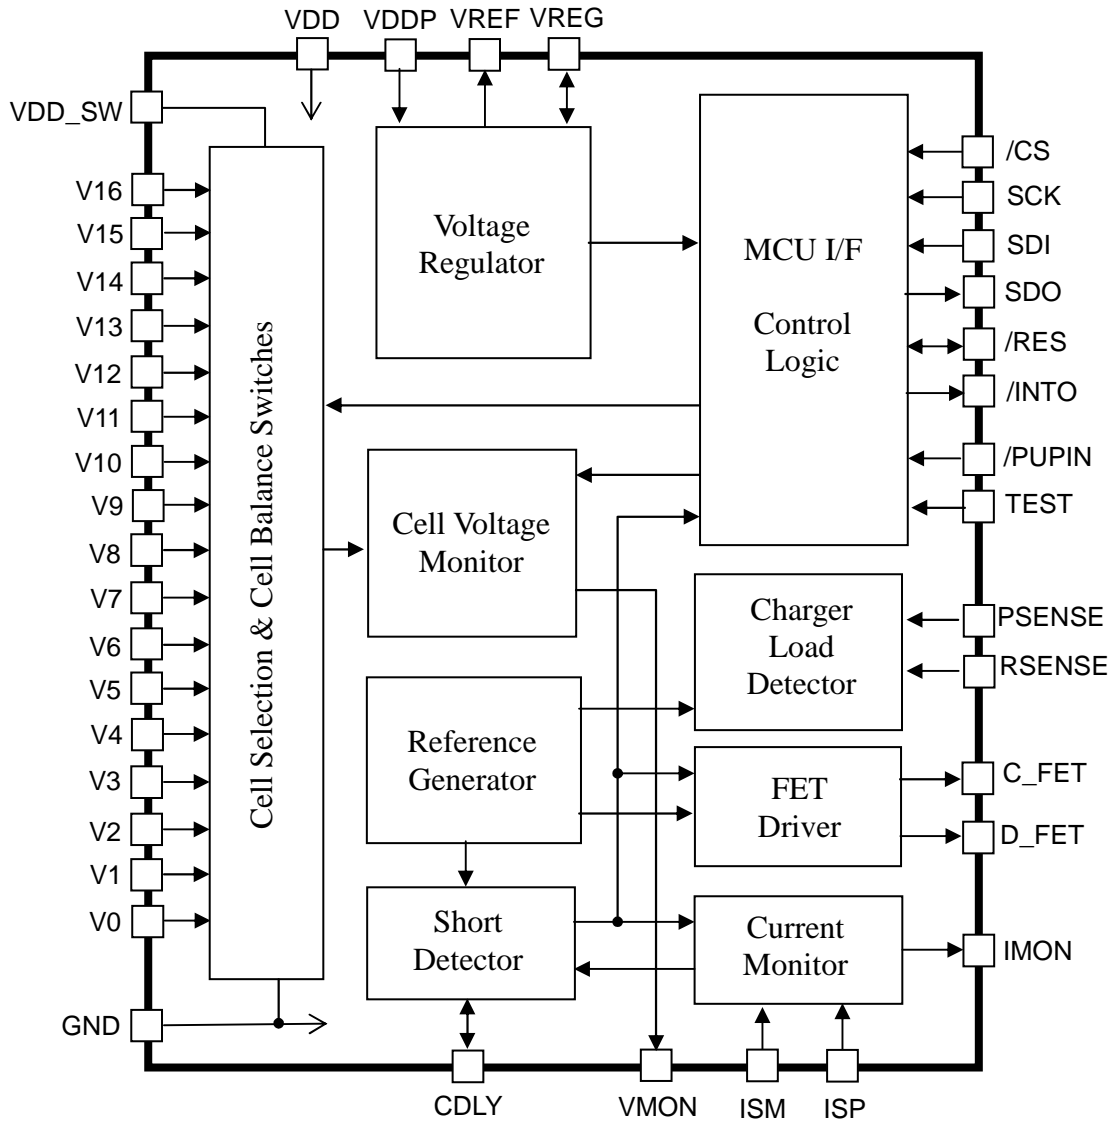 VDD
VDDP
VREF
VREG
VDD_SW
V16
V15
V14
V13
V12
V11
V10
V9
V8
V7
V6
V5
V4
V3
V2
V1
V0
GND
Cell Selection & Cell Balance Switches
Voltage
Regulator
MCU I/F
Control
Logic
Cell Voltage
Monitor
Charger
Load
Detector
Reference
Generator
FET
Driver
Short
Detector
Current
Monitor
/CS
SCK
SDI
SDO
/RES
/INTO
/PUPIN
TEST
PSENSE
RSENSE
C_FET
D_FET
IMON
CDLY
VMON
ISM
ISP